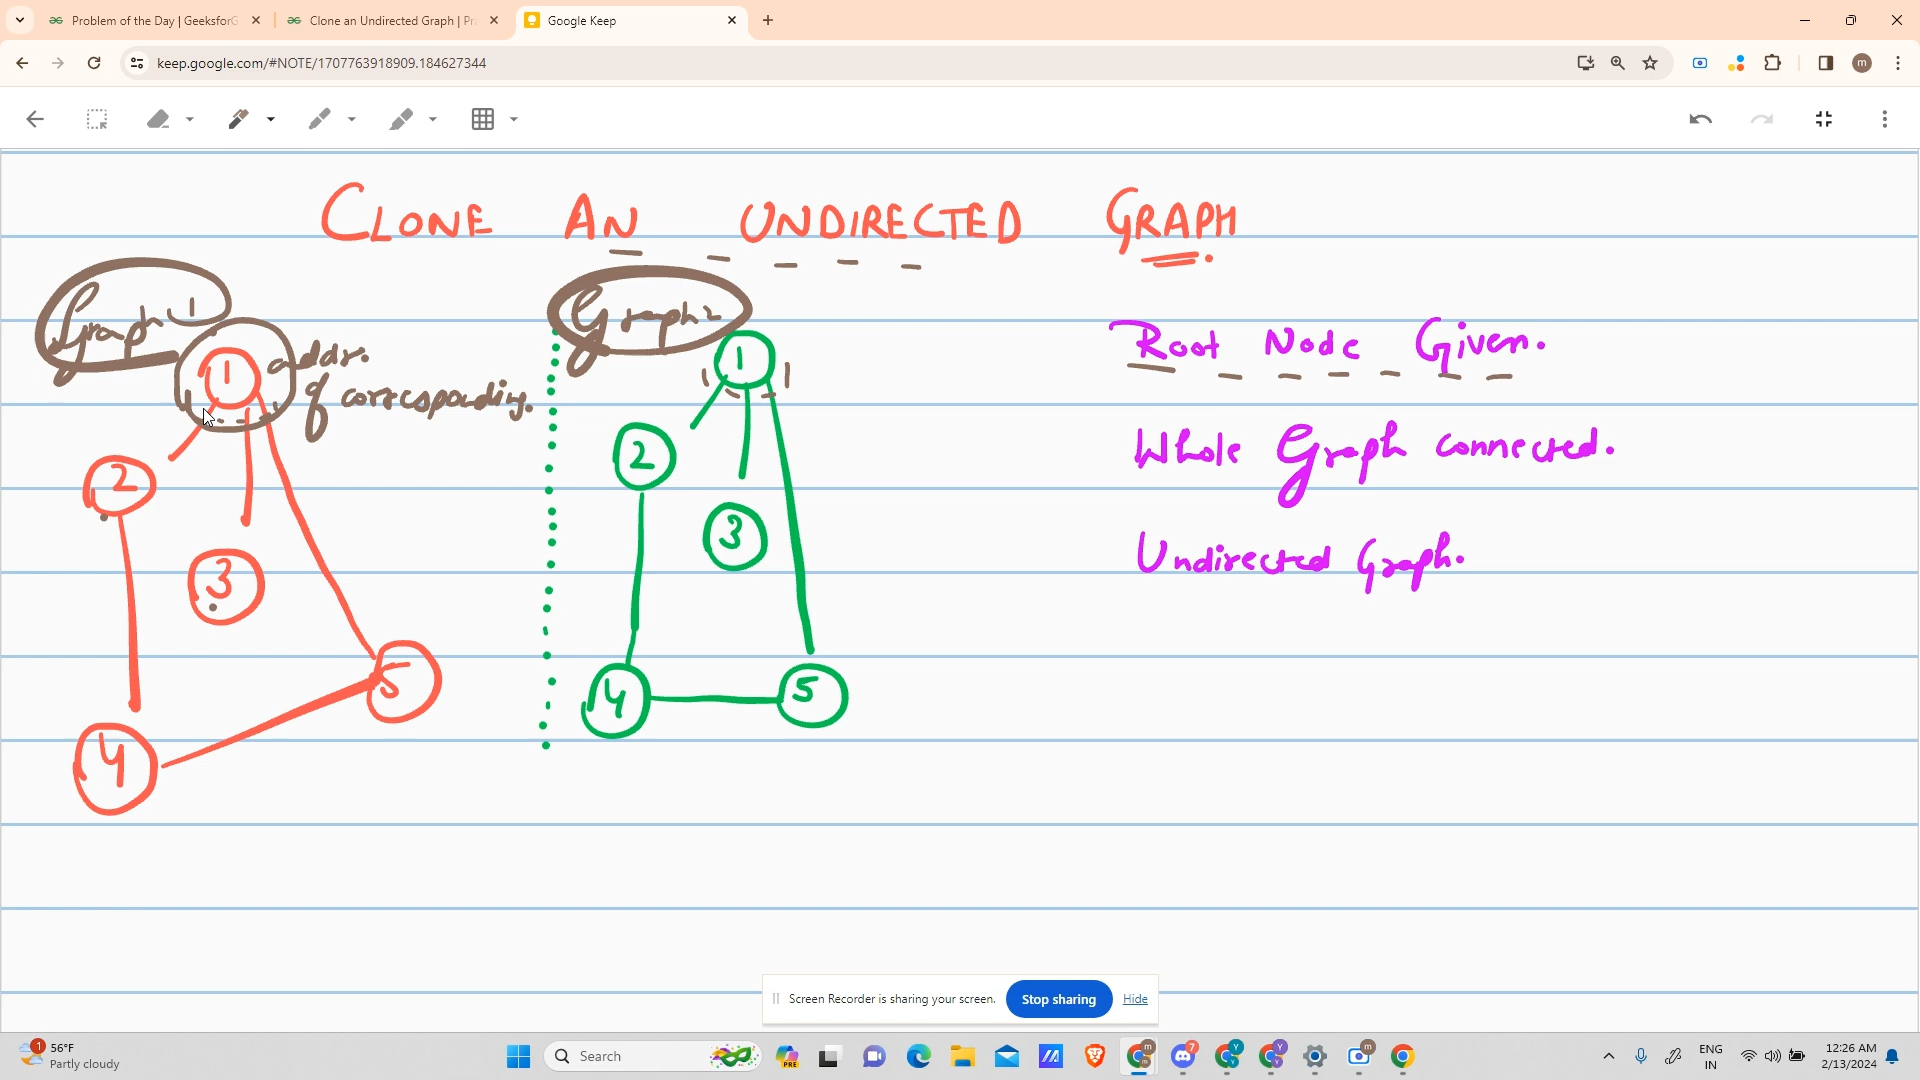 Problem of the Day | GeeksforG
Clone an Undirected Graph | Pr
Google Keep
keep.google.com/#NOTE/1707763918909.184627344
m
CLONE AN UNDIRECTED GRAPH
Graph 1
Graph 2
1
addr.
of corresponding.
2
3
4
5
1
2
3
4
5
Root Node Given.
Whole Graph connected.
Undirected Graph.
Screen Recorder is sharing your screen.
Stop sharing
Hide
1
56°F
Partly cloudy
Search
PRE
m
7
Y
Y
m
ENG
IN
12:26 AM
2/13/2024